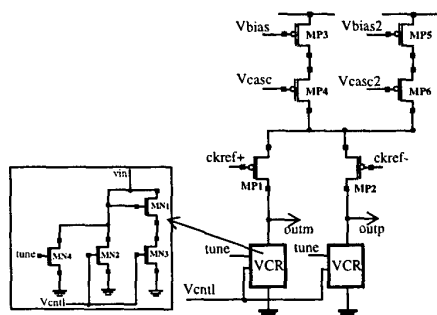 Vbias MP3 Vbias2 MP5
Vcasc MP4 Vcasc2 MP6
ckref+ MP1 MP2 ckref-
vin
MN1
tune MN4 MN2 MN3
Vcntl
outm outp
tune VCR tune VCR
Vcntl